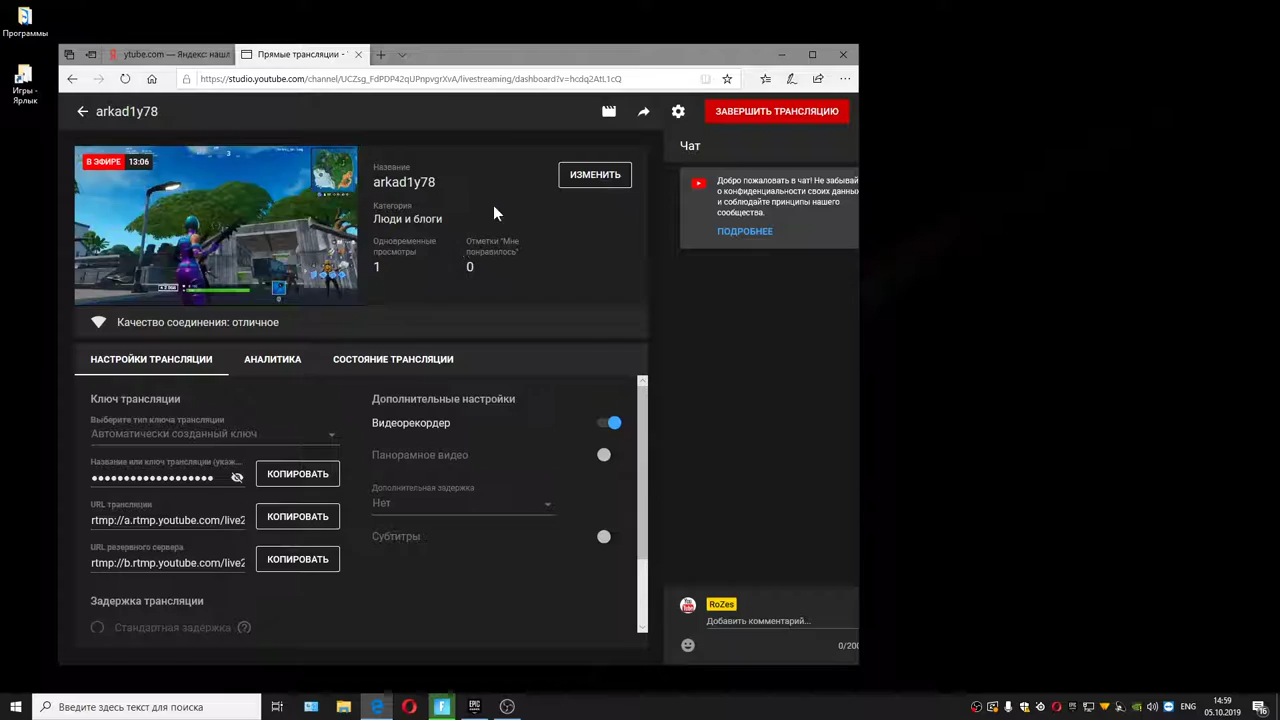 Программы
Игры -
Ярлык
ytube.com — Яндекс: нашл
Прямые трансляции - 
https://studio.youtube.com/channel/UCZsg_FdPDP42qUPnpvgrXvA/livestreaming/dashboard?v=hcdq2AtL1cQ
arkad1y78
ЗАВЕРШИТЬ ТРАНСЛЯЦИЮ
В ЭФИРЕ 13:06
Название
arkad1y78
ИЗМЕНИТЬ
Категория
Люди и блоги
Одновременные
просмотры
Отметки "Мне
понравилось"
1
0
Качество соединения: отличное
НАСТРОЙКИ ТРАНСЛЯЦИИ
АНАЛИТИКА
СОСТОЯНИЕ ТРАНСЛЯЦИИ
Ключ трансляции
Выберите тип ключа трансляции
Автоматически созданный ключ
Название или ключ трансляции (укаж...
••••••••••••••••••••
КОПИРОВАТЬ
URL трансляции
rtmp://a.rtmp.youtube.com/live2
КОПИРОВАТЬ
URL резервного сервера
rtmp://b.rtmp.youtube.com/live2
КОПИРОВАТЬ
Задержка трансляции
Стандартная задержка
Дополнительные настройки
Видеорекордер
Панорамное видео
Дополнительная задержка
Нет
Субтитры
Чат
Добро пожаловать в чат! Не забывай
о конфиденциальности своих данных
и соблюдайте принципы нашего
сообщества.
ПОДРОБНЕЕ
RoZes
Добавить комментарий...
0/200
Введите здесь текст для поиска
EPIC
ENG
14:59
05.10.2019